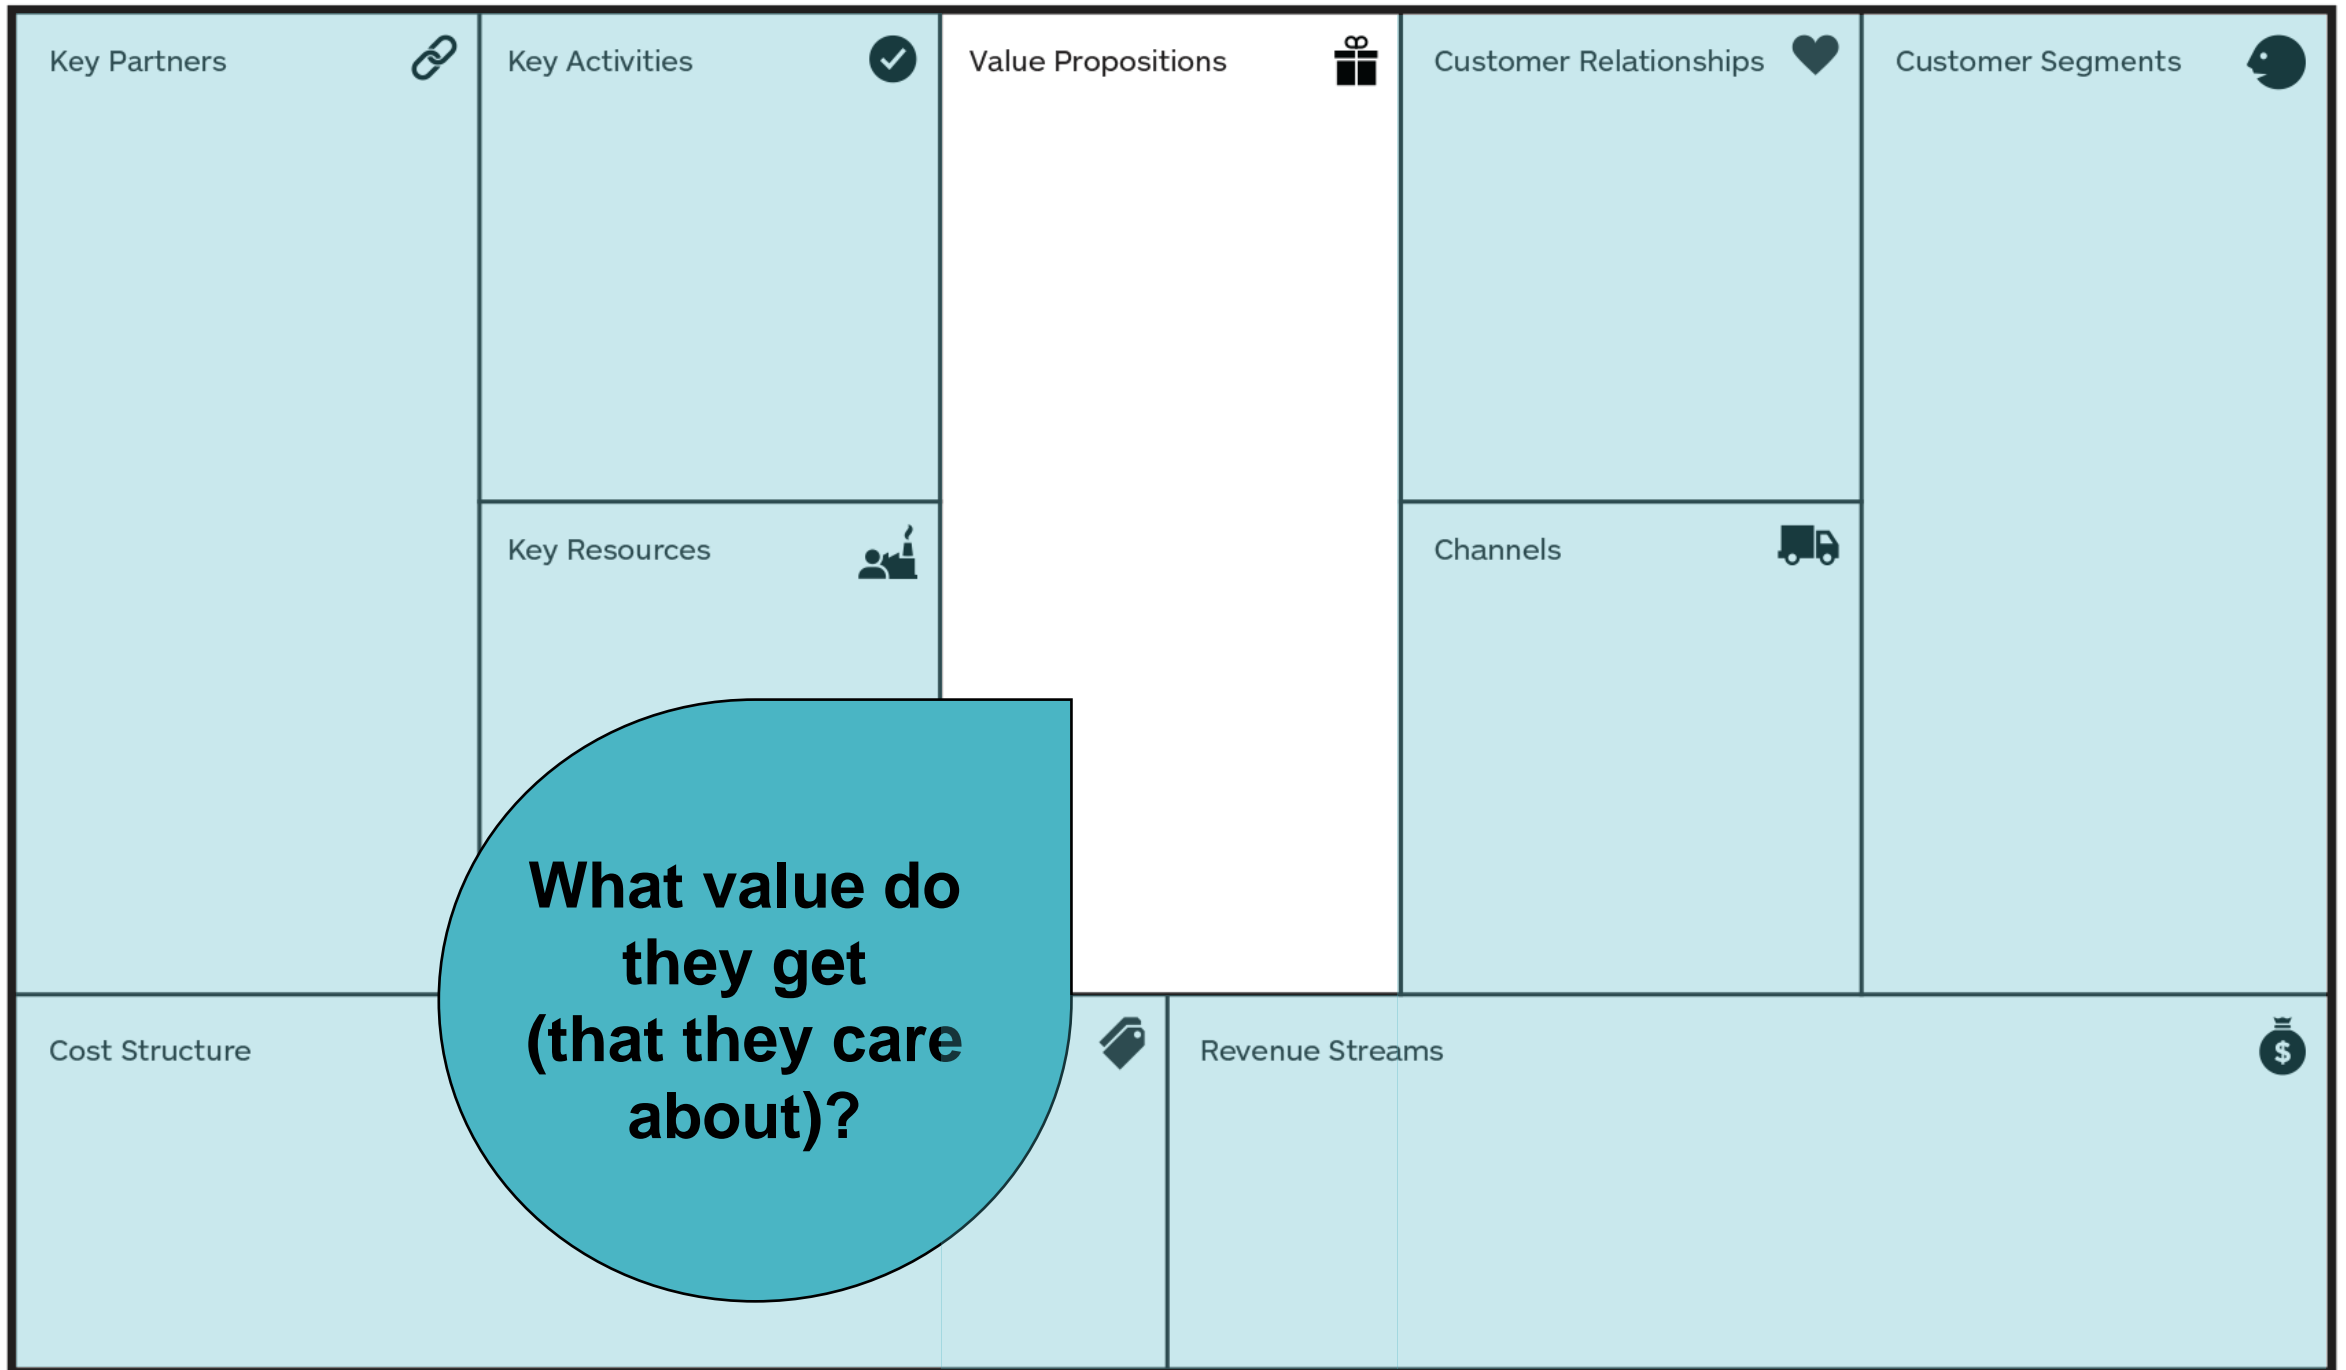 Key Partners
Key Activities
Value Propositions
Customer Relationships
Customer Segments
Key Resources
Channels
What value do
they get
(that they care
about)?
Cost Structure
Revenue Streams
$